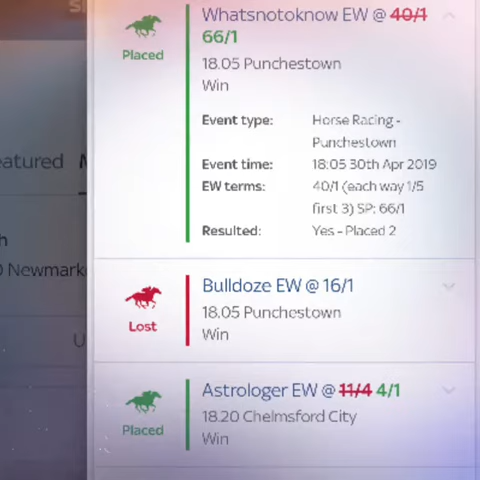 Whatsnotoknow EW @ 40/1
66/1
Placed
18.05 Punchestown
Win
Event type: Horse Racing -
Punchestown
Event time: 18:05 30th Apr 2019
EW terms: 40/1 (each way 1/5
first 3) SP: 66/1
Resulted: Yes - Placed 2
eatured
Newmark
Bulldoze EW @ 16/1
18.05 Punchestown
Lost
Win
Astrologer EW @ 11/4 4/1
18.20 Chelmsford City
Placed
Win